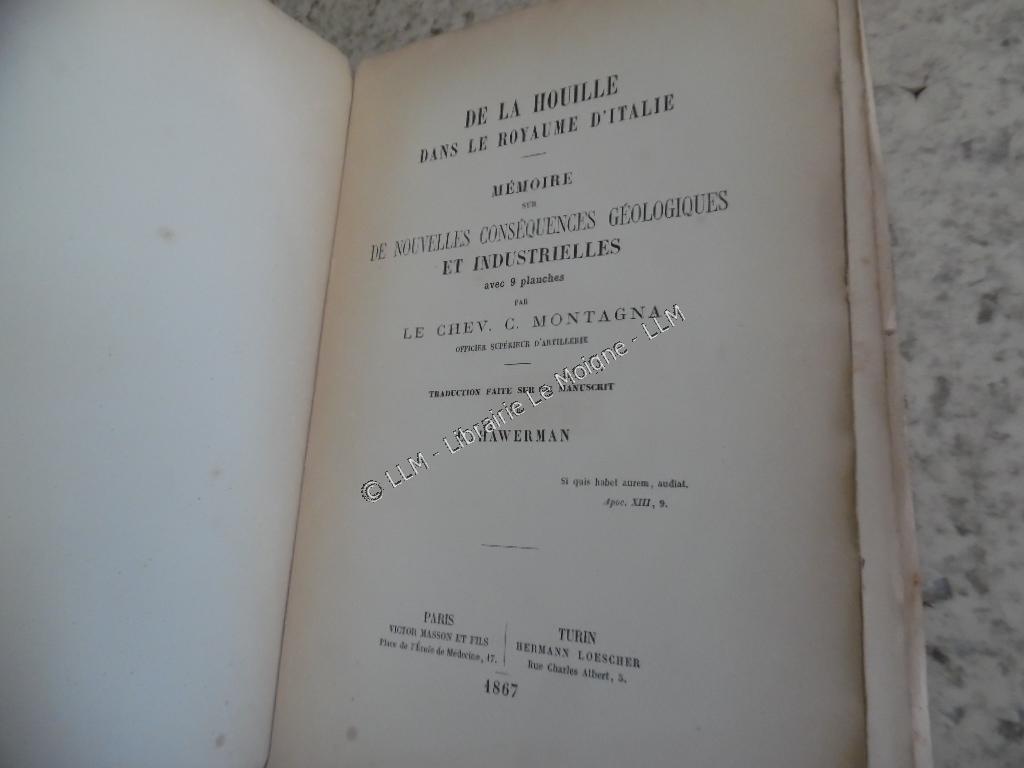 DE LA HOUILLE
DANS LE ROYAUME D'ITALIE
MÉMOIRE
SUR
DE NOUVELLES CONSÉQUENCES GÉOLOGIQUES
ET INDUSTRIELLES
avec 9 planches
PAR
LE CHEV. C. MONTAGNA
OFFICIER SUPÉRIEUR D'ARTILLERIE
TRADUCTION FAITE SUR MANUSCRIT
HAWERMAN
© LLM - Librairie Le Moigne - LLM
Si quis habet aurem, audiat.
Apoc. XIII, 9.
PARIS
VICTOR MASSON ET FILS
Place de l'École de Médecine, 17.
TURIN
HERMANN LOESCHER
Rue Charles Albert, 5.
1867